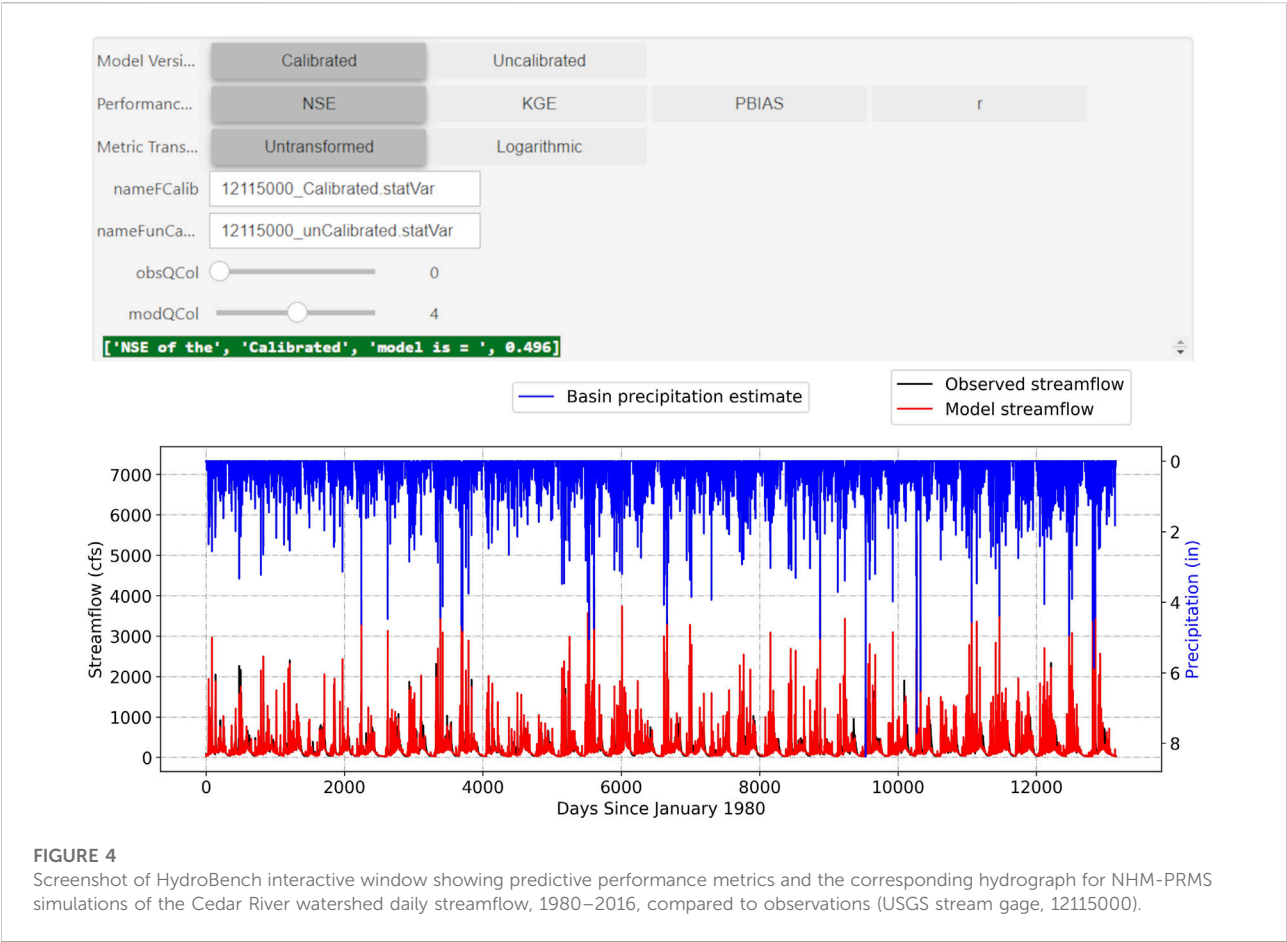 Model Versi... Calibrated Uncalibrated
Performanc... NSE KGE PBIAS r
Metric Trans... Untransformed Logarithmic
nameFCalib 12115000_Calibrated.statVar
nameFunCa... 12115000_unCalibrated.statVar
obsQCol 0
modQCol 4
['NSE of the', 'Calibrated', 'model is = ', 0.496]
Basin precipitation estimate
Observed streamflow
Model streamflow
Streamflow (cfs)
7000
6000
5000
4000
3000
2000
1000
0
0
2
4
6
8
Precipitation (in)
0 2000 4000 6000 8000 10000 12000
Days Since January 1980
FIGURE 4
Screenshot of HydroBench interactive window showing predictive performance metrics and the corresponding hydrograph for NHM-PRMS
simulations of the Cedar River watershed daily streamflow, 1980–2016, compared to observations (USGS stream gage, 12115000).